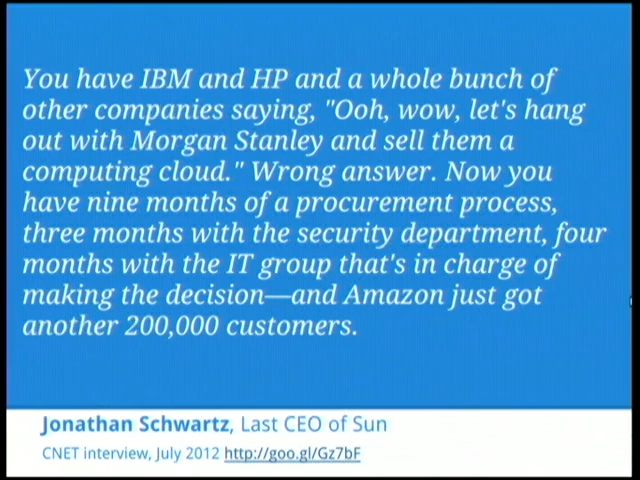 You have IBM and HP and a whole bunch of
other companies saying, "Ooh, wow, let's hang
out with Morgan Stanley and sell them a
computing cloud." Wrong answer. Now you
have nine months of a procurement process,
three months with the security department, four
months with the IT group that's in charge of
making the decision—and Amazon just got
another 200,000 customers.
Jonathan Schwartz, Last CEO of Sun
CNET interview, July 2012 http://goo.gl/Gz7bF